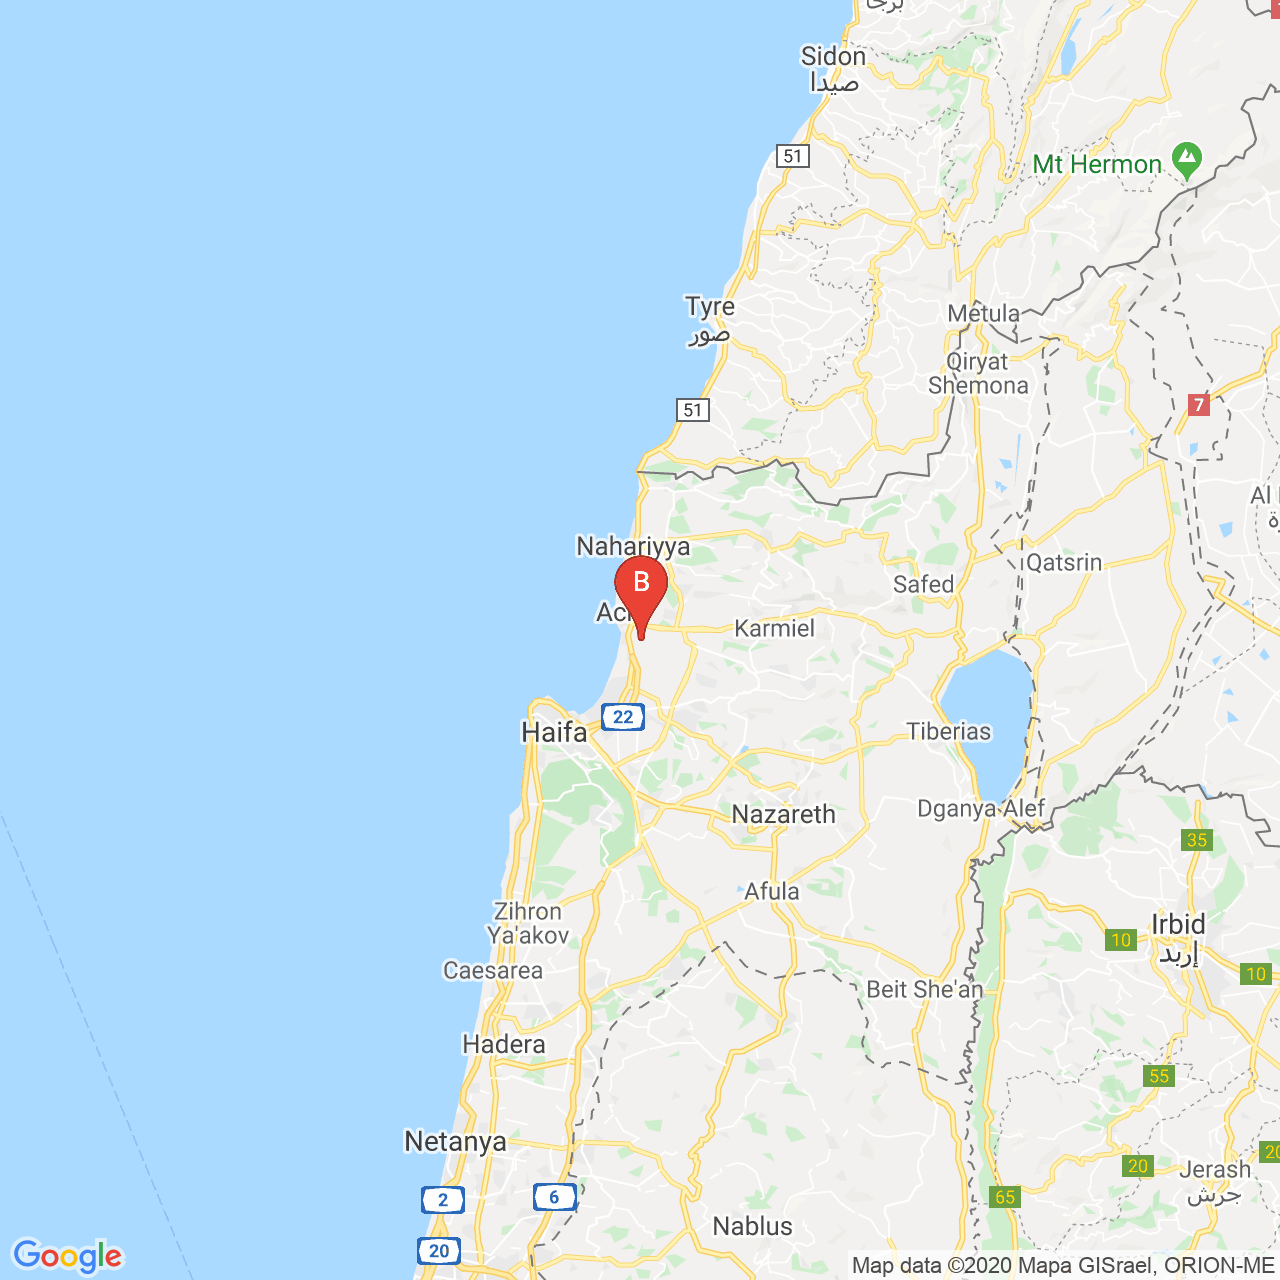 برجا
Sidon
صيدا
51
Mt Hermon
Tyre
صور
Metula
Qiryat
Shemona
51
7
Al
Nahariyya
B
Qatsrin
Safed
Karmiel
22
Haifa
Tiberias
Dganya Alef
Nazareth
35
Afula
Zihron
Ya'akov
Irbid
إربد
10
10
Caesarea
Beit She'an
Hadera
55
Netanya
20
20
Jerash
جرش
2
6
65
Nablus
20
Google
Map data ©2020 Mapa GISrael, ORION-ME